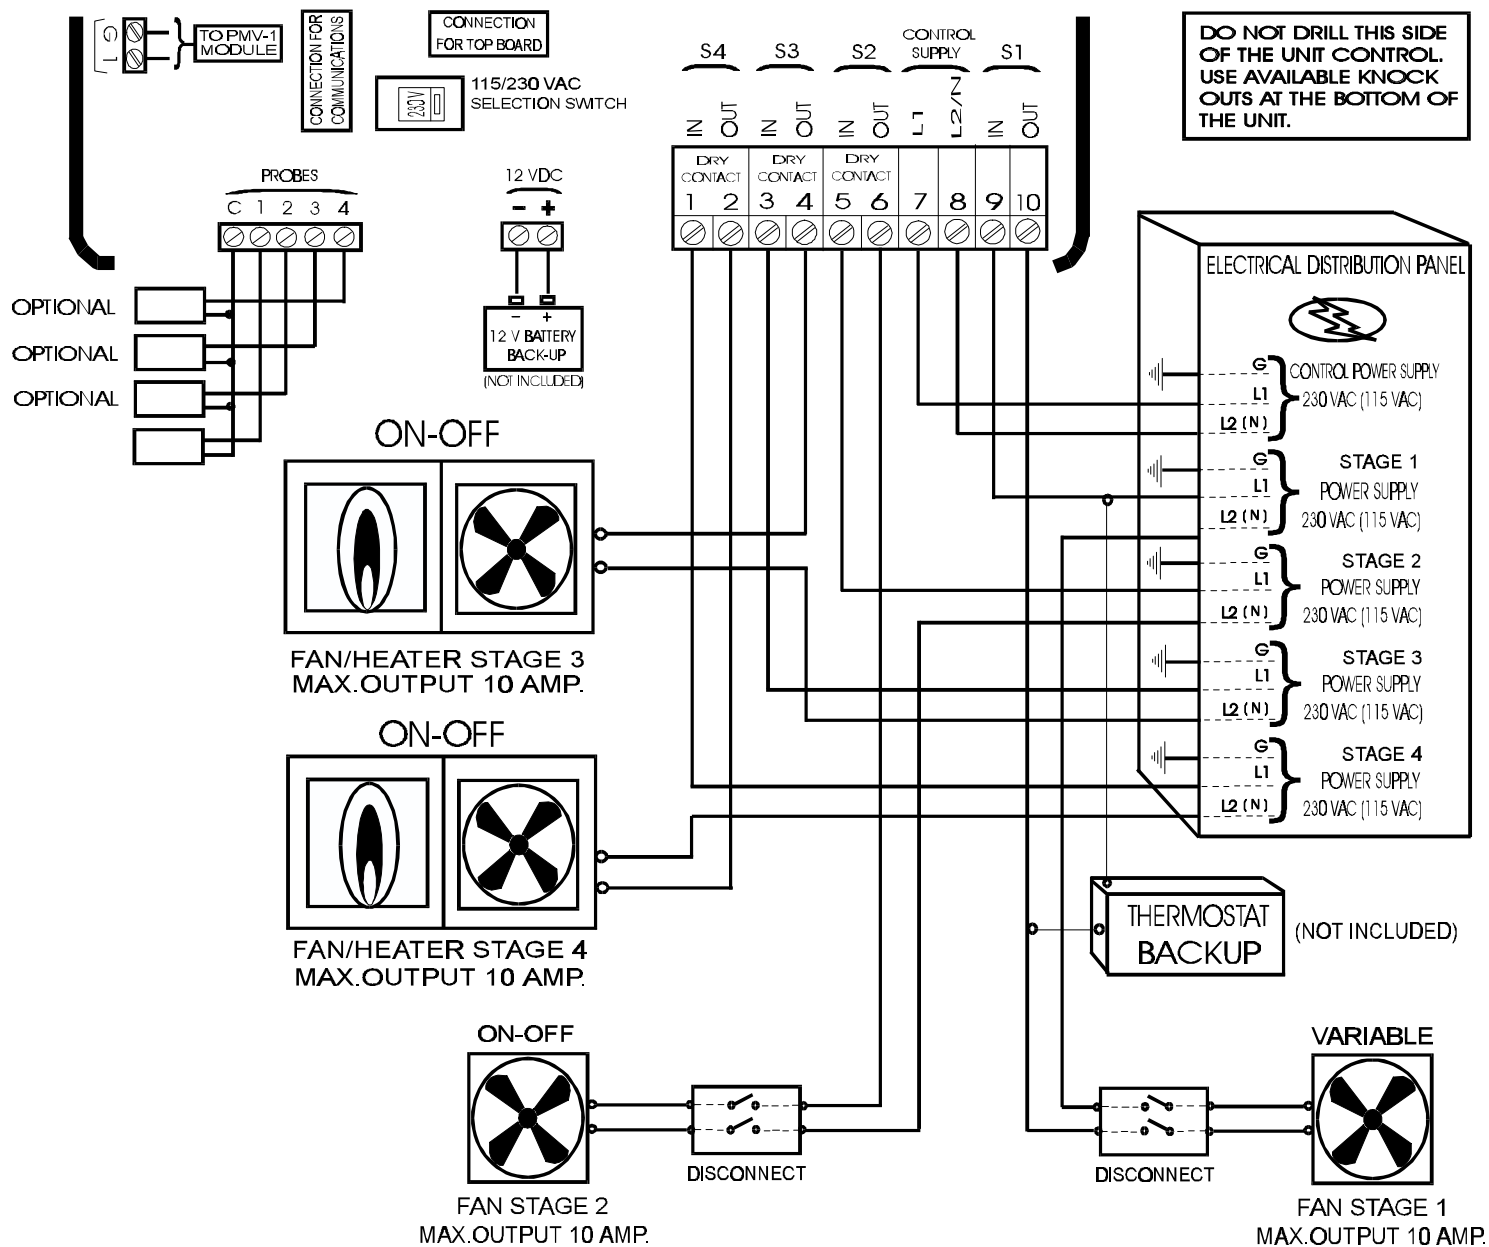 G
1
TO PMV-1
MODULE
CONNECTION FOR
COMMUNICATIONS
CONNECTION
FOR TOP BOARD
230V
115/230 VAC
SELECTION SWITCH
DO NOT DRILL THIS SIDE
OF THE UNIT CONTROL.
USE AVAILABLE KNOCK
OUTS AT THE BOTTOM OF
THE UNIT.
S4 S3 S2 CONTROL
SUPPLY S1
IN OUT IN OUT IN OUT L1 L2/N IN OUT
DRY
CONTACT
DRY
CONTACT
DRY
CONTACT
1 2 3 4 5 6 7 8 9 10
PROBES
C 1 2 3 4
12 VDC
- +
- +
12 V BATTERY
BACK-UP
(NOT INCLUDED)
OPTIONAL
OPTIONAL
OPTIONAL
ELECTRICAL DISTRIBUTION PANEL
G
L1
L2 (N)
CONTROL POWER SUPPLY
230 VAC (115 VAC)
G
L1
L2 (N)
STAGE 1
POWER SUPPLY
230 VAC (115 VAC)
G
L1
L2 (N)
STAGE 2
POWER SUPPLY
230 VAC (115 VAC)
G
L1
L2 (N)
STAGE 3
POWER SUPPLY
230 VAC (115 VAC)
G
L1
L2 (N)
STAGE 4
POWER SUPPLY
230 VAC (115 VAC)
ON-OFF
FAN/HEATER STAGE 3
MAX.OUTPUT 10 AMP.
ON-OFF
FAN/HEATER STAGE 4
MAX.OUTPUT 10 AMP.
THERMOSTAT
BACKUP
(NOT INCLUDED)
ON-OFF
DISCONNECT
FAN STAGE 2
MAX.OUTPUT 10 AMP.
VARIABLE
DISCONNECT
FAN STAGE 1
MAX.OUTPUT 10 AMP.